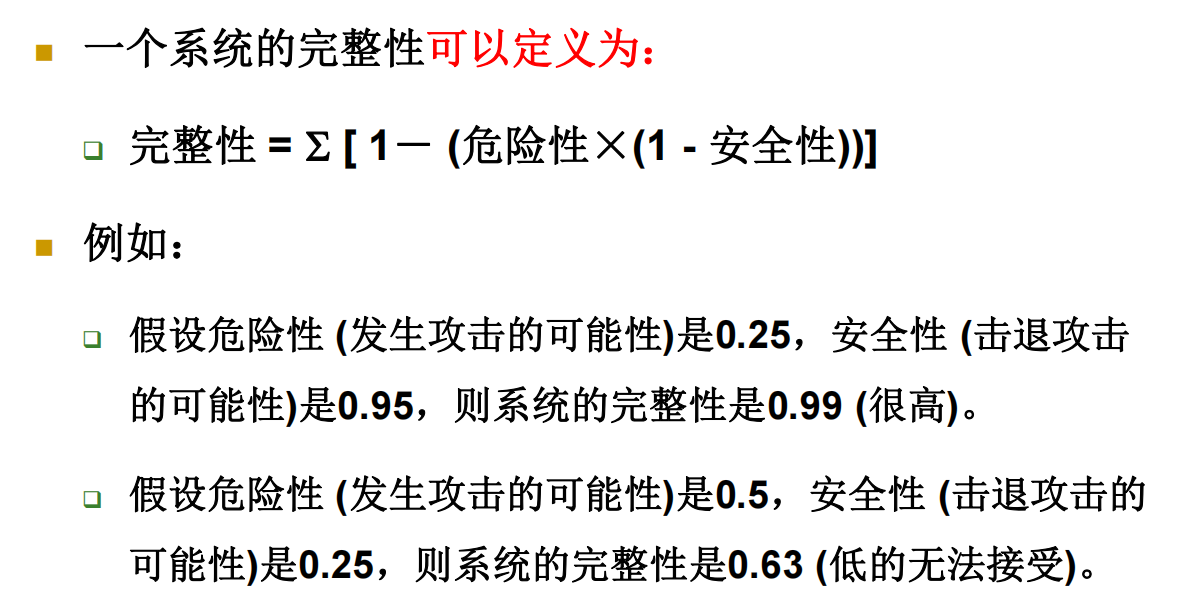 一个系统的完整性可以定义为：
完整性 = Σ [ 1－ (危险性×(1 - 安全性))]
例如：
假设危险性 (发生攻击的可能性)是0.25，安全性 (击退攻击
的可能性)是0.95，则系统的完整性是0.99 (很高)。
假设危险性 (发生攻击的可能性)是0.5，安全性 (击退攻击的
可能性)是0.25，则系统的完整性是0.63 (低的无法接受)。